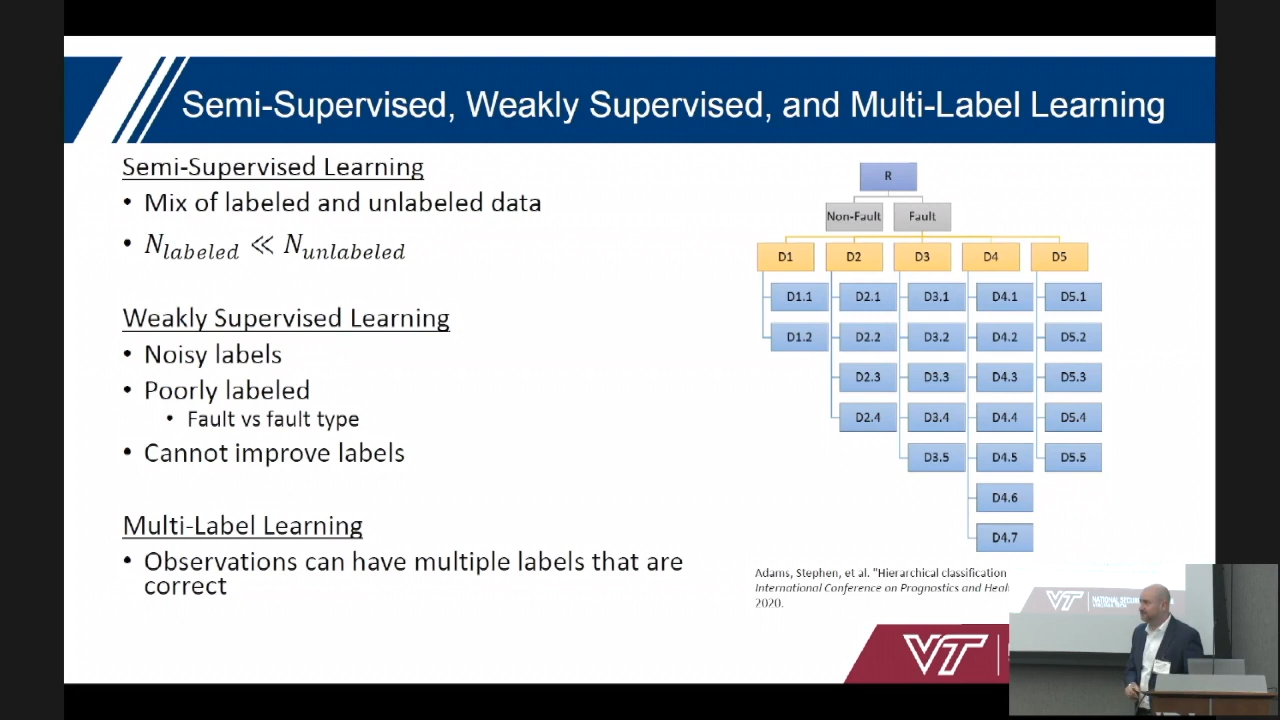 Semi-Supervised, Weakly Supervised, and Multi-Label Learning
Semi-Supervised Learning
• Mix of labeled and unlabeled data
• N_labeled ≪ N_unlabeled
Weakly Supervised Learning
• Noisy labels
• Poorly labeled
• Fault vs fault type
• Cannot improve labels
Multi-Label Learning
• Observations can have multiple labels that are
correct
R
Non-Fault Fault
D1 D2 D3 D4 D5
D1.1 D2.1 D3.1 D4.1 D5.1
D1.2 D2.2 D3.2 D4.2 D5.2
D2.3 D3.3 D4.3 D5.3
D2.4 D3.4 D4.4 D5.4
D3.5 D4.5 D5.5
D4.6
D4.7
Adams, Stephen, et al. "Hierarchical classification
International Conference on Prognostics and
2020.
VT
VT
NATIONAL
VIRGINIA TECH